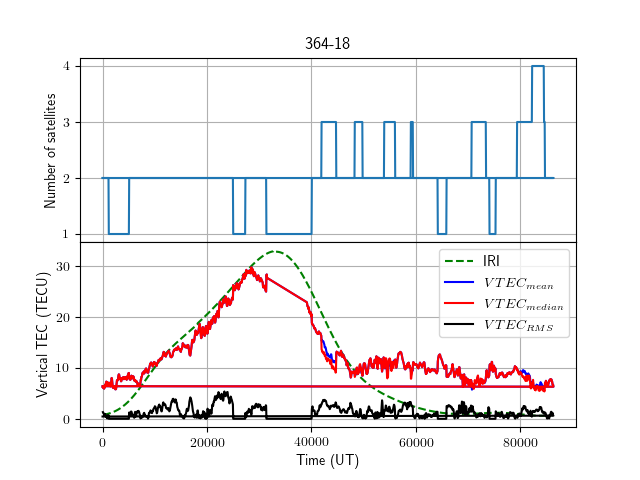 364-18
4
3
2
1
Number of satellites
30
20
10
0
Vertical TEC (TECU)
IRI
VTEC_mean
VTEC_median
VTEC_RMS
0 20000 40000 60000 80000
Time (UT)